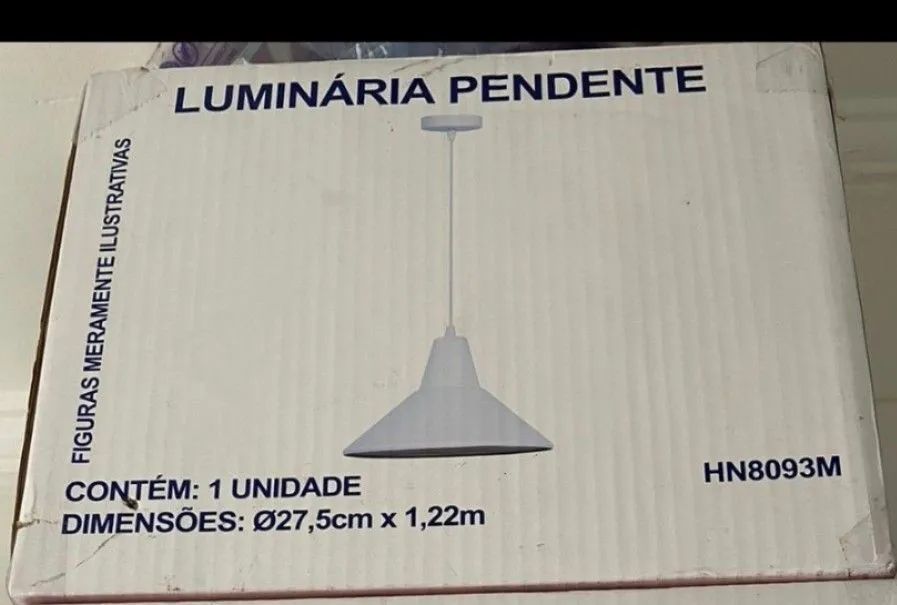 LUMINÁRIA PENDENTE
FIGURAS MERAMENTE ILUSTRATIVAS
CONTÉM: 1 UNIDADE
DIMENSÕES: Ø27,5cm x 1,22m
HN8093M